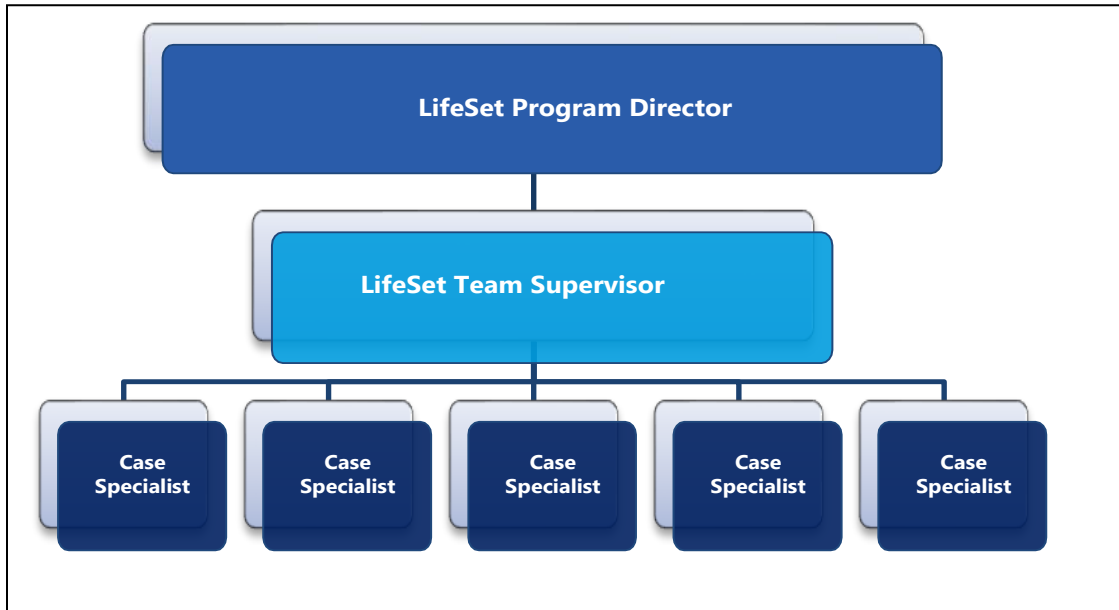 LifeSet Program Director
LifeSet Team Supervisor
Case
Specialist
Case
Specialist
Case
Specialist
Case
Specialist
Case
Specialist